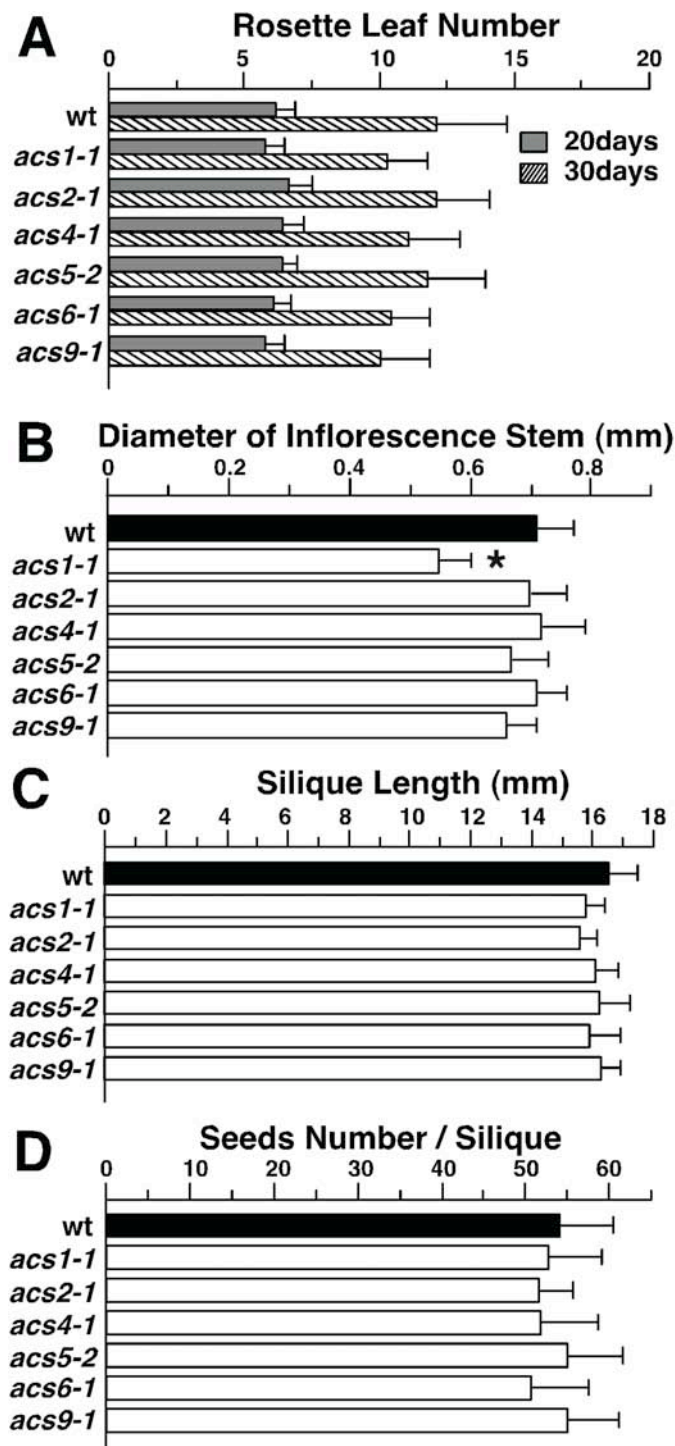 A
Rosette Leaf Number
0 5 10 15 20
wt
acs1-1
acs2-1
acs4-1
acs5-2
acs6-1
acs9-1
20days
30days
B
Diameter of Inflorescence Stem (mm)
0 0.2 0.4 0.6 0.8
wt
acs1-1 *
acs2-1
acs4-1
acs5-2
acs6-1
acs9-1
C
Silique Length (mm)
0 2 4 6 8 10 12 14 16 18
wt
acs1-1
acs2-1
acs4-1
acs5-2
acs6-1
acs9-1
D
Seeds Number / Silique
0 10 20 30 40 50 60
wt
acs1-1
acs2-1
acs4-1
acs5-2
acs6-1
acs9-1